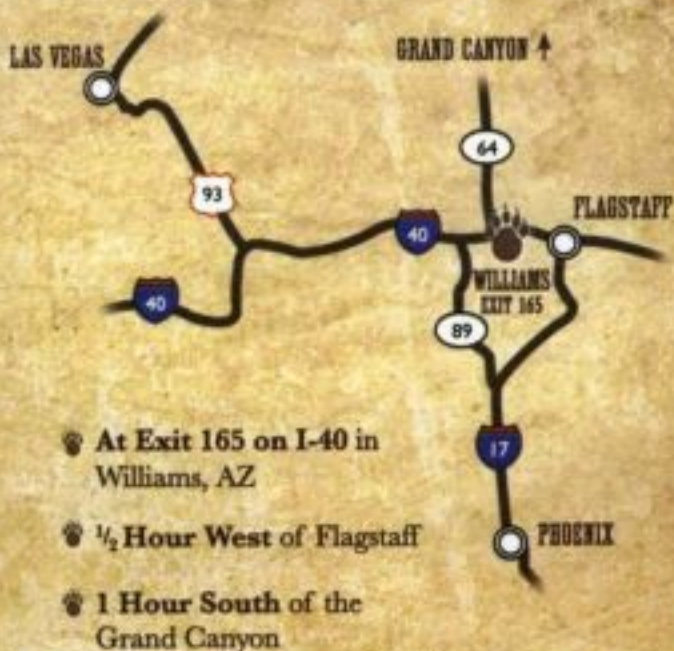 LAS VEGAS
GRAND CANYON
64
93
FLAGSTAFF
40
WILLIAMS
EXIT 165
40
89
17
PHOENIX
At Exit 165 on I-40 in
Williams, AZ
1/2 Hour West of Flagstaff
1 Hour South of the
Grand Canyon